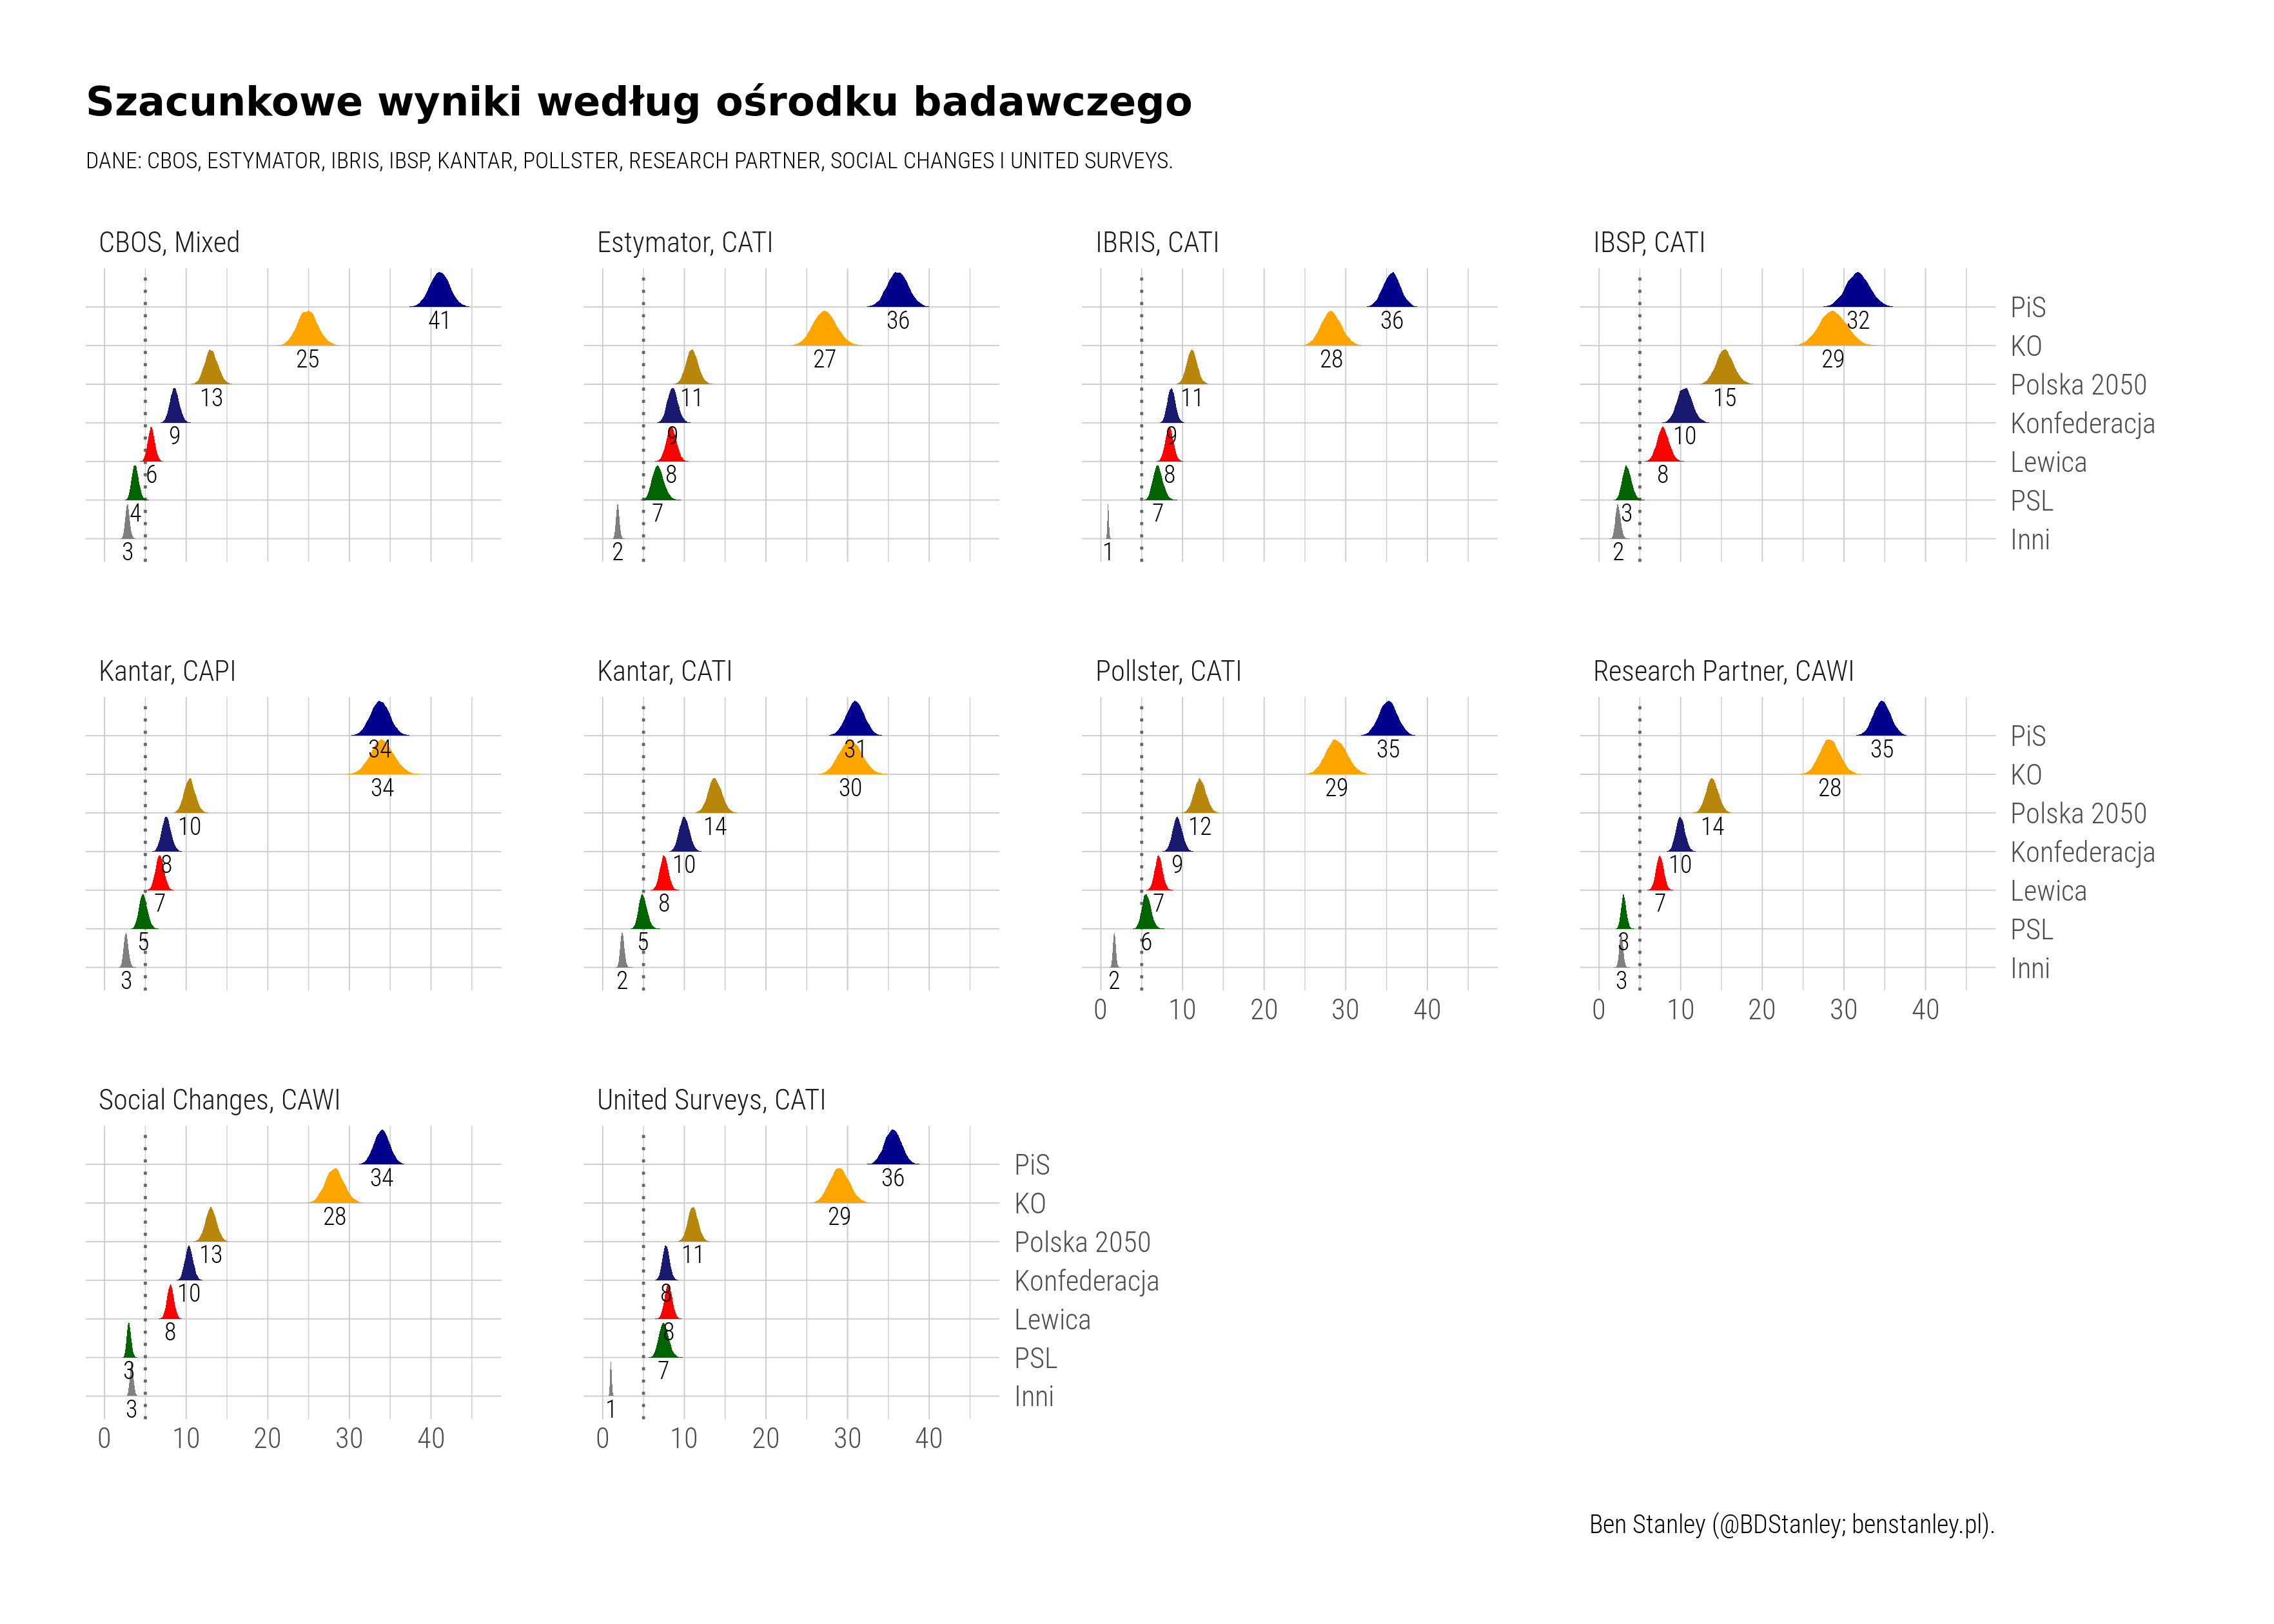 Szacunkowe wyniki według ośrodku badawczego
DANE: CBOS, ESTYMATOR, IBRIS, IBSP, KANTAR, POLLSTER, RESEARCH PARTNER, SOCIAL CHANGES I UNITED SURVEYS.
CBOS, Mixed
41
25
13
9
6
4
3
Estymator, CATI
36
27
11
9
8
7
2
IBRIS, CATI
36
28
11
9
8
7
1
IBSP, CATI
32
29
15
10
8
3
2
PiS
KO
Polska 2050
Konfederacja
Lewica
PSL
Inni
Kantar, CAPI
34
34
10
8
7
5
3
Kantar, CATI
31
30
14
10
8
5
2
Pollster, CATI
35
29
12
9
7
6
2
0 10 20 30 40
Research Partner, CAWI
35
28
14
10
7
3
3
0 10 20 30 40
PiS
KO
Polska 2050
Konfederacja
Lewica
PSL
Inni
Social Changes, CAWI
34
28
13
10
8
3
3
0 10 20 30 40
United Surveys, CATI
36
29
11
8
8
7
1
0 10 20 30 40
PiS
KO
Polska 2050
Konfederacja
Lewica
PSL
Inni
Ben Stanley (@BDStanley; benstanley.pl).